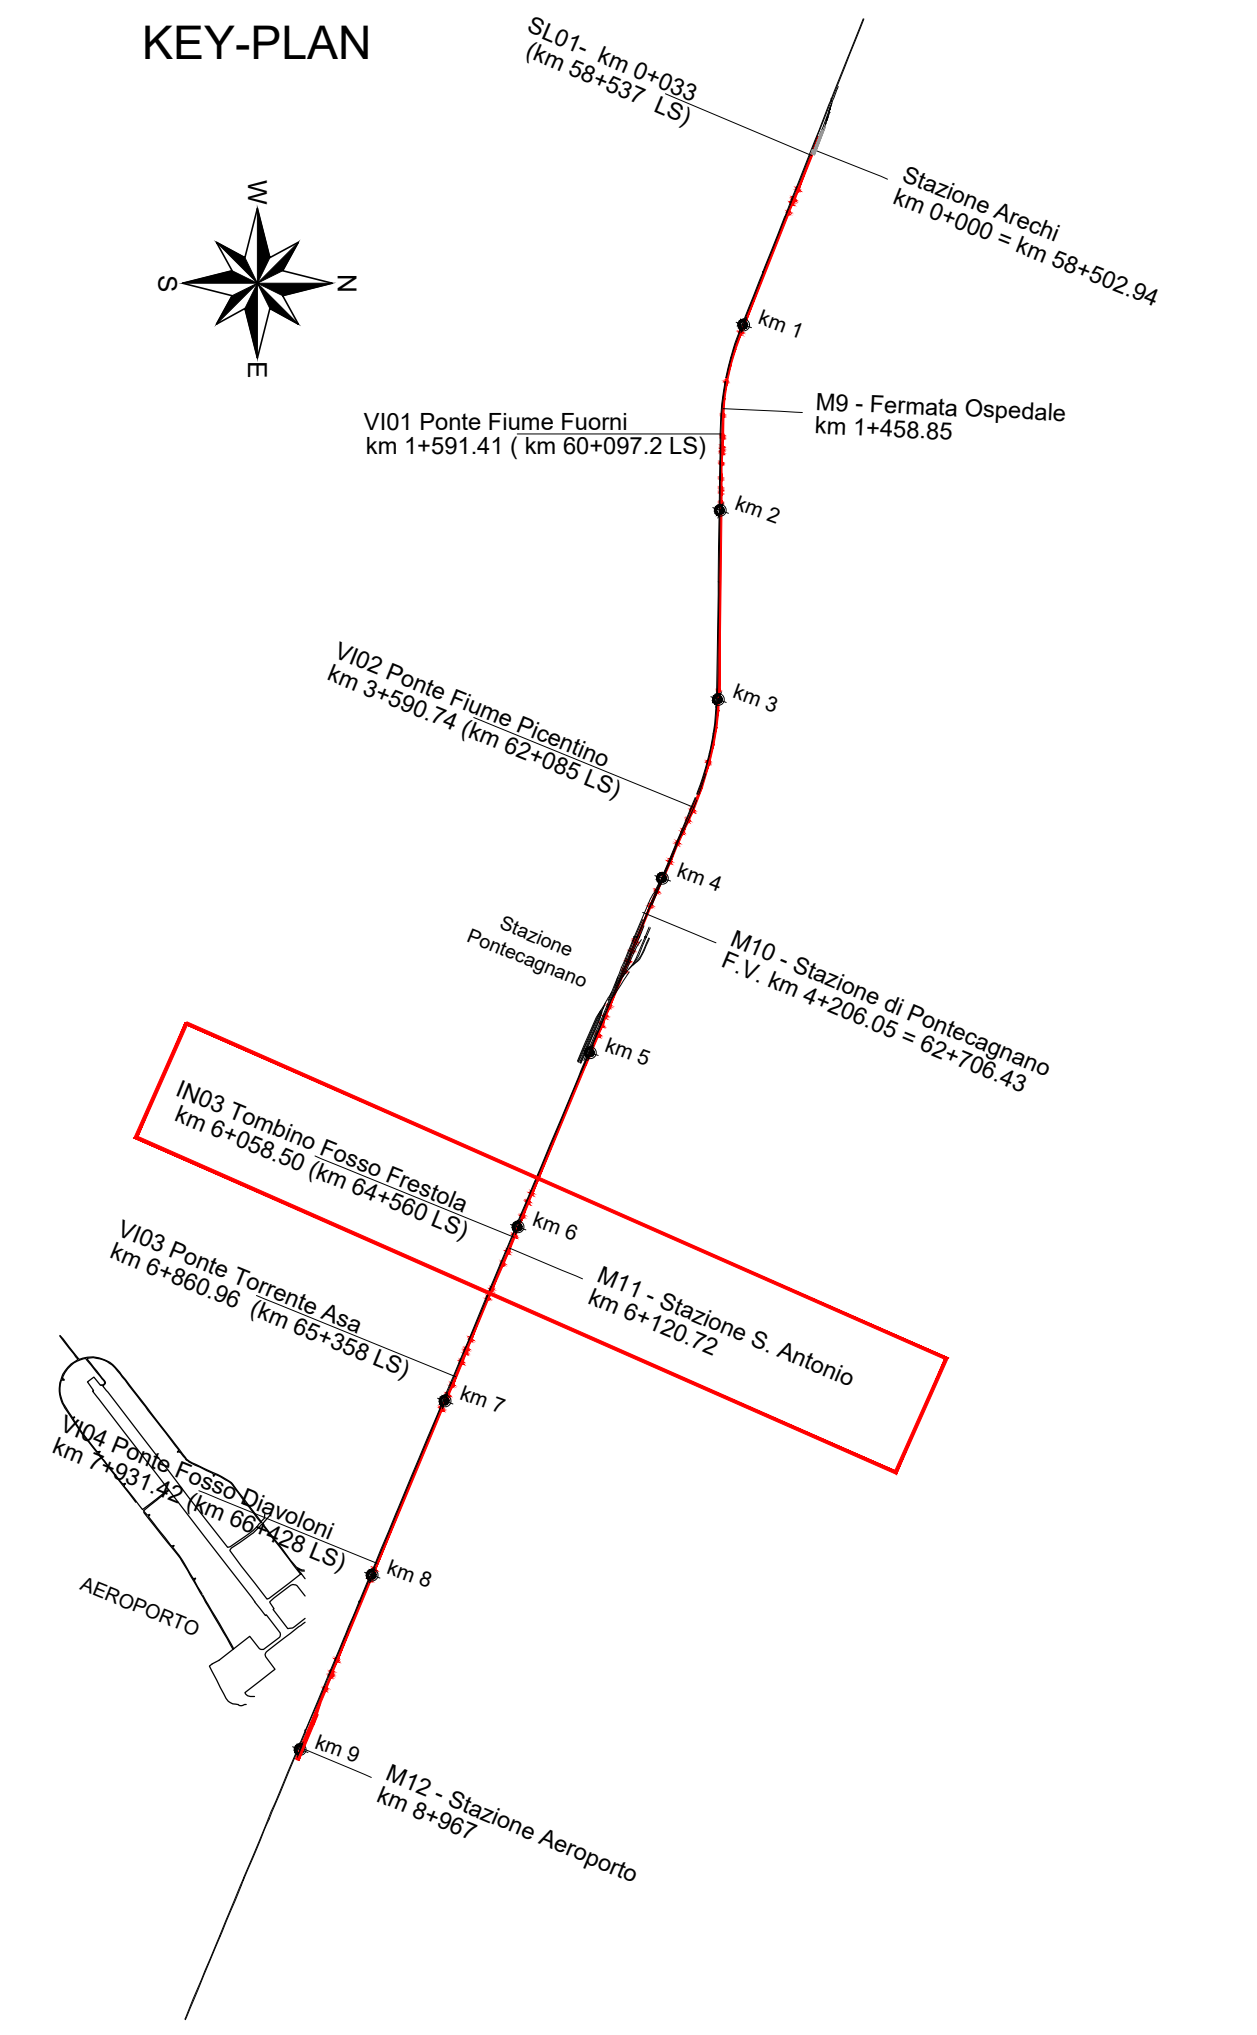 KEY-PLAN
SL01- km 0+033
(km 58+537 LS)
Stazione Arechi
km 0+000 = km 58+502.94
W
S
N
E
km 1
M9 - Fermata Ospedale
km 1+458.85
VI01 Ponte Fiume Fuorni
km 1+591.41 ( km 60+097.2 LS)
km 2
VI02 Ponte Fiume Picentino
km 3+590.74 (km 62+085 LS)
km 3
km 4
Stazione
Pontecagnano
M10 - Stazione di Pontecagnano
F.V. km 4+206.05 = 62+706.43
km 5
IN03 Tombino Fosso Frestola
km 6+058.50 (km 64+560 LS)
km 6
M11 - Stazione S. Antonio
km 6+120.72
VI03 Ponte Torrente Asa
km 6+860.96 (km 65+358 LS)
km 7
VI04 Ponte Fosso Diavoloni
km 7+931.42 (km 66+428 LS)
km 8
AEROPORTO
km 9
M12 - Stazione Aeroporto
km 8+967